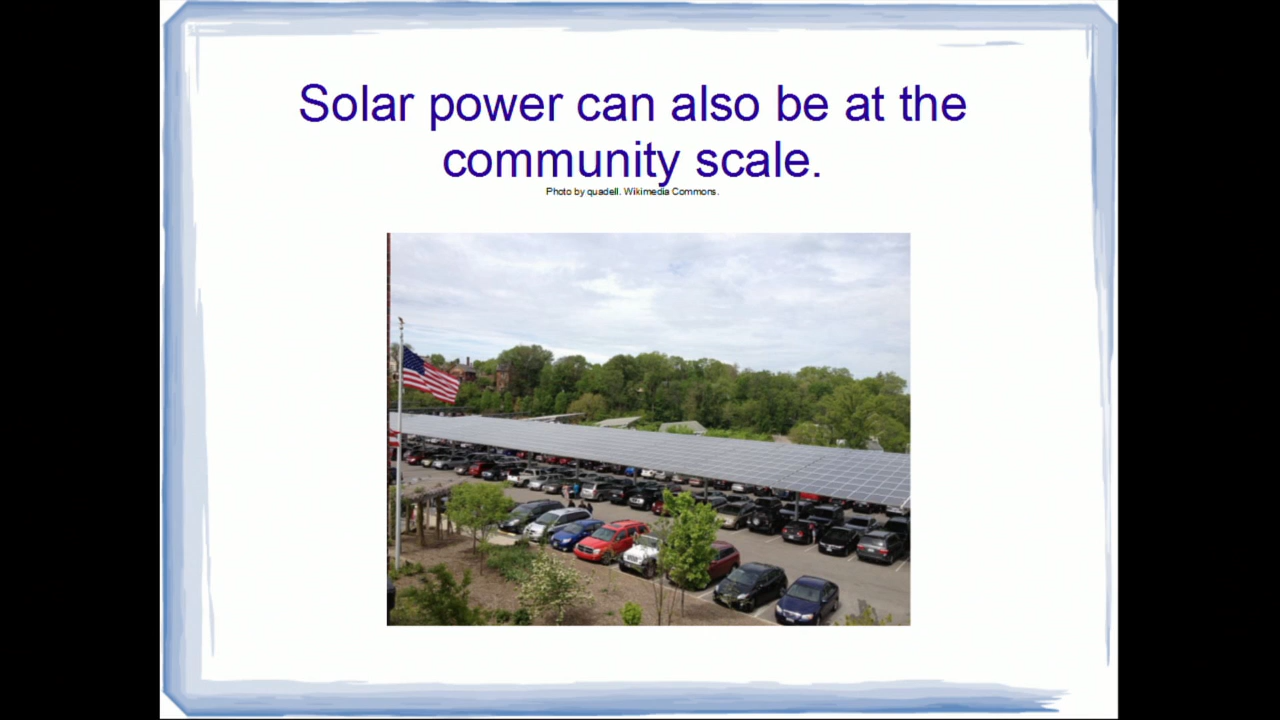 Solar power can also be at the
community scale.
Photo by quadell. Wikimedia Commons.